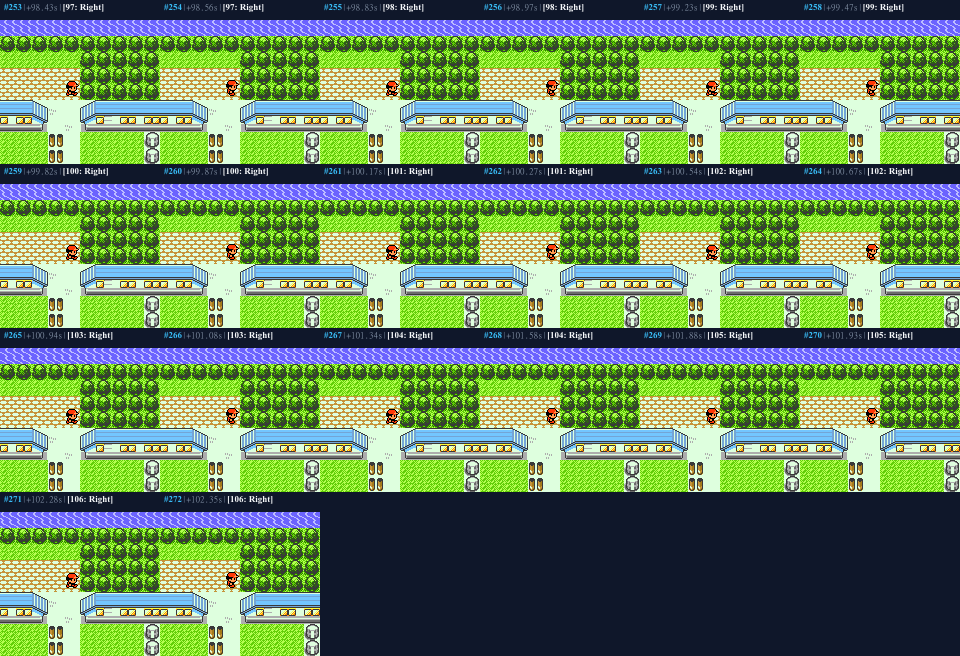 #253|+98.43s|[97: Right]
#254|+98.56s|[97: Right]
#255|+98.83s|[98: Right]
#256|+98.97s|[98: Right]
#257|+99.23s|[99: Right]
#258|+99.47s|[99: Right]
#259|+99.82s|[100: Right]
#260|+99.87s|[100: Right]
#261|+100.17s|[101: Right]
#262|+100.27s|[101: Right]
#263|+100.54s|[102: Right]
#264|+100.67s|[102: Right]
#265|+100.94s|[103: Right]
#266|+101.08s|[103: Right]
#267|+101.34s|[104: Right]
#268|+101.58s|[104: Right]
#269|+101.88s|[105: Right]
#270|+101.93s|[105: Right]
#271|+102.28s|[106: Right]
#272|+102.35s|[106: Right]